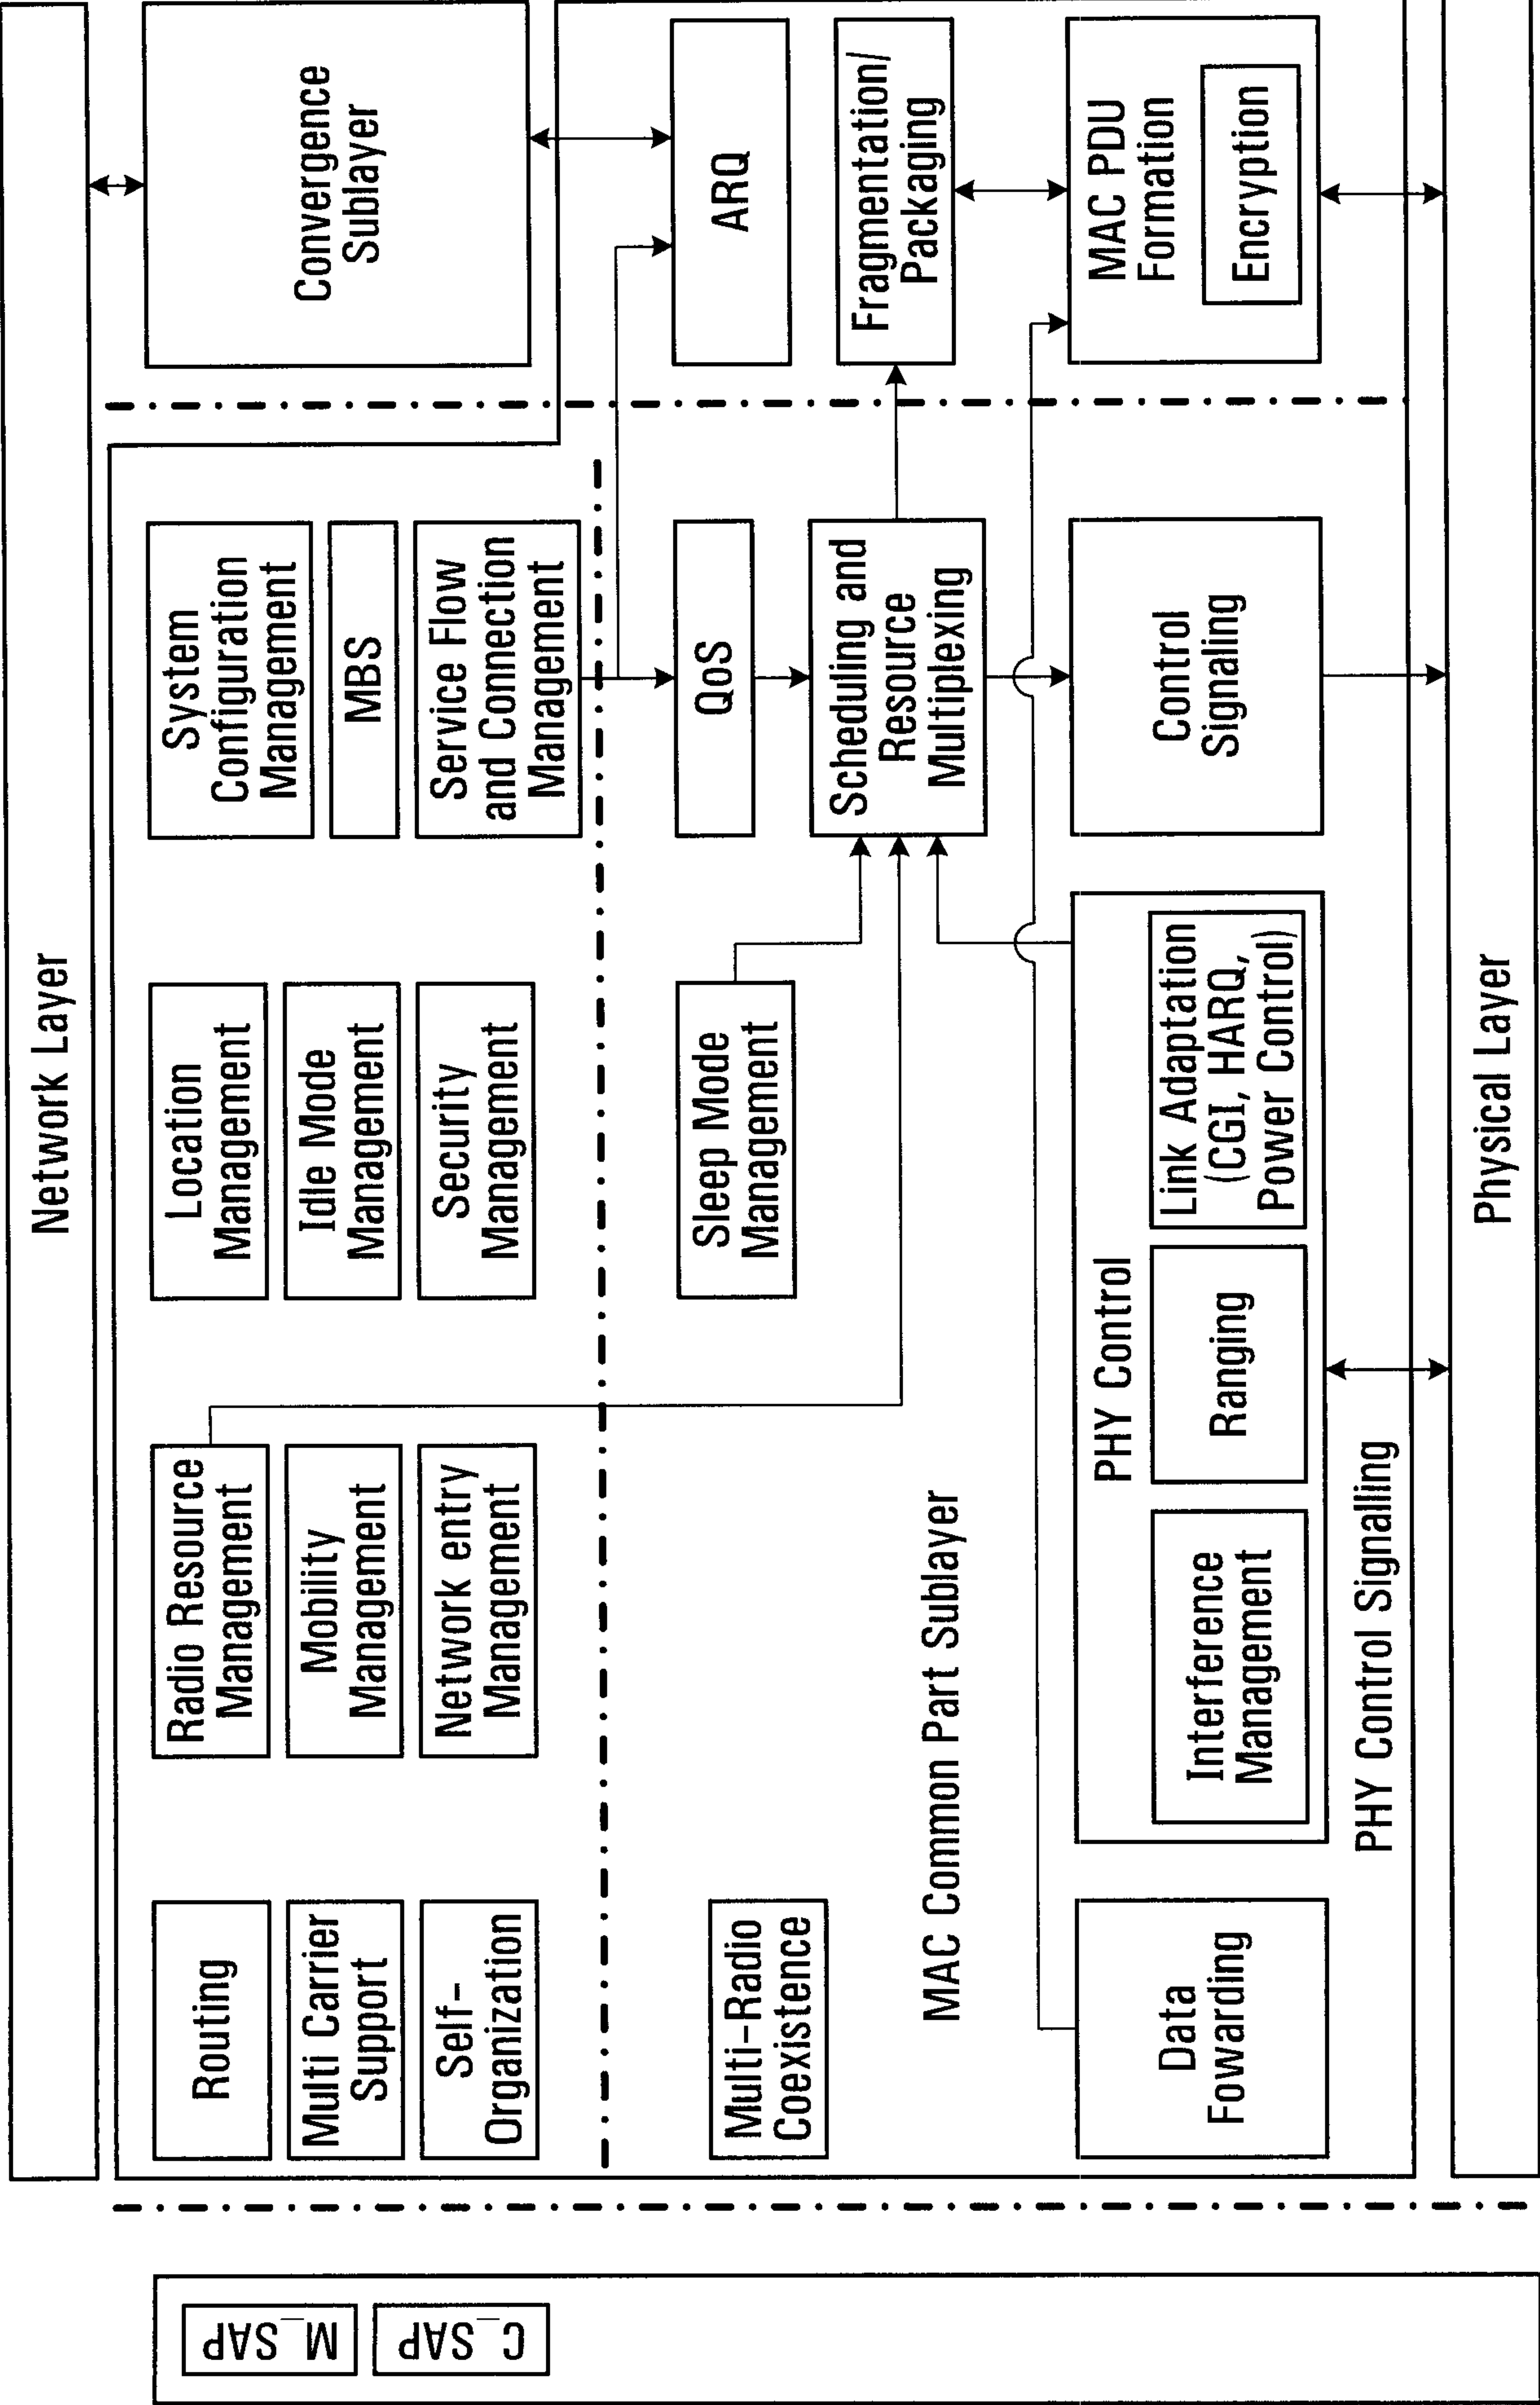 Network Layer
M_SAP
C_SAP
Routing
Multi Carrier
Support
Self-
Organization
Radio Resource
Management
Mobility
Management
Network entry
Management
Location
Management
Idle Mode
Management
Security
Management
System
Configuration
Management
MBS
Service Flow
and Connection
Management
Convergence
Sublayer
Multi-Radio
Coexistence
Sleep Mode
Management
QoS
ARQ
MAC Common Part Sublayer
Scheduling and
Resource
Multiplexing
Fragmentation/
Packaging
Data
Fowarding
PHY Control
Interference
Management
Ranging
Link Adaptation
(CGI, HARQ,
Power Control)
Control
Signaling
MAC PDU
Formation
Encryption
PHY Control Signalling
Physical Layer